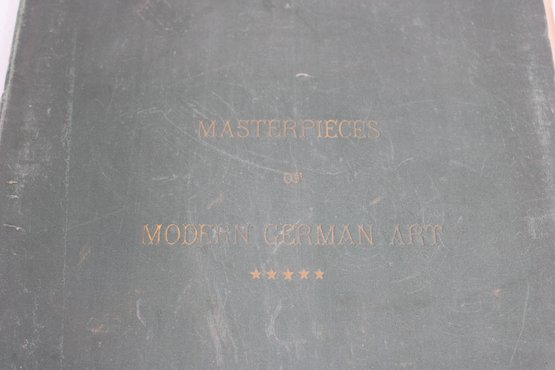 MASTERPIECES
OF
MODERN GERMAN ART
★★★★★